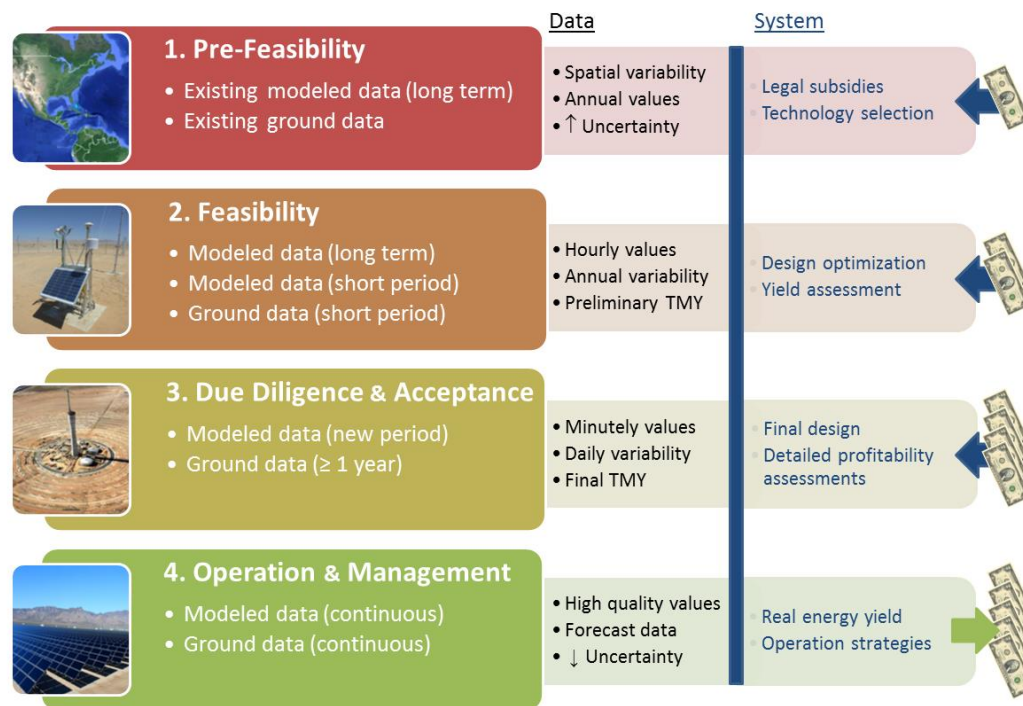 Data
System
1. Pre-Feasibility
• Existing modeled data (long term)
• Existing ground data
• Spatial variability
• Annual values
• ↑ Uncertainty
• Legal subsidies
• Technology selection
2. Feasibility
• Modeled data (long term)
• Modeled data (short period)
• Ground data (short period)
• Hourly values
• Annual variability
• Preliminary TMY
• Design optimization
• Yield assessment
3. Due Diligence & Acceptance
• Modeled data (new period)
• Ground data (≥ 1 year)
• Minutely values
• Daily variability
• Final TMY
• Final design
• Detailed profitability
assessments
4. Operation & Management
• Modeled data (continuous)
• Ground data (continuous)
• High quality values
• Forecast data
• ↓ Uncertainty
• Real energy yield
• Operation strategies